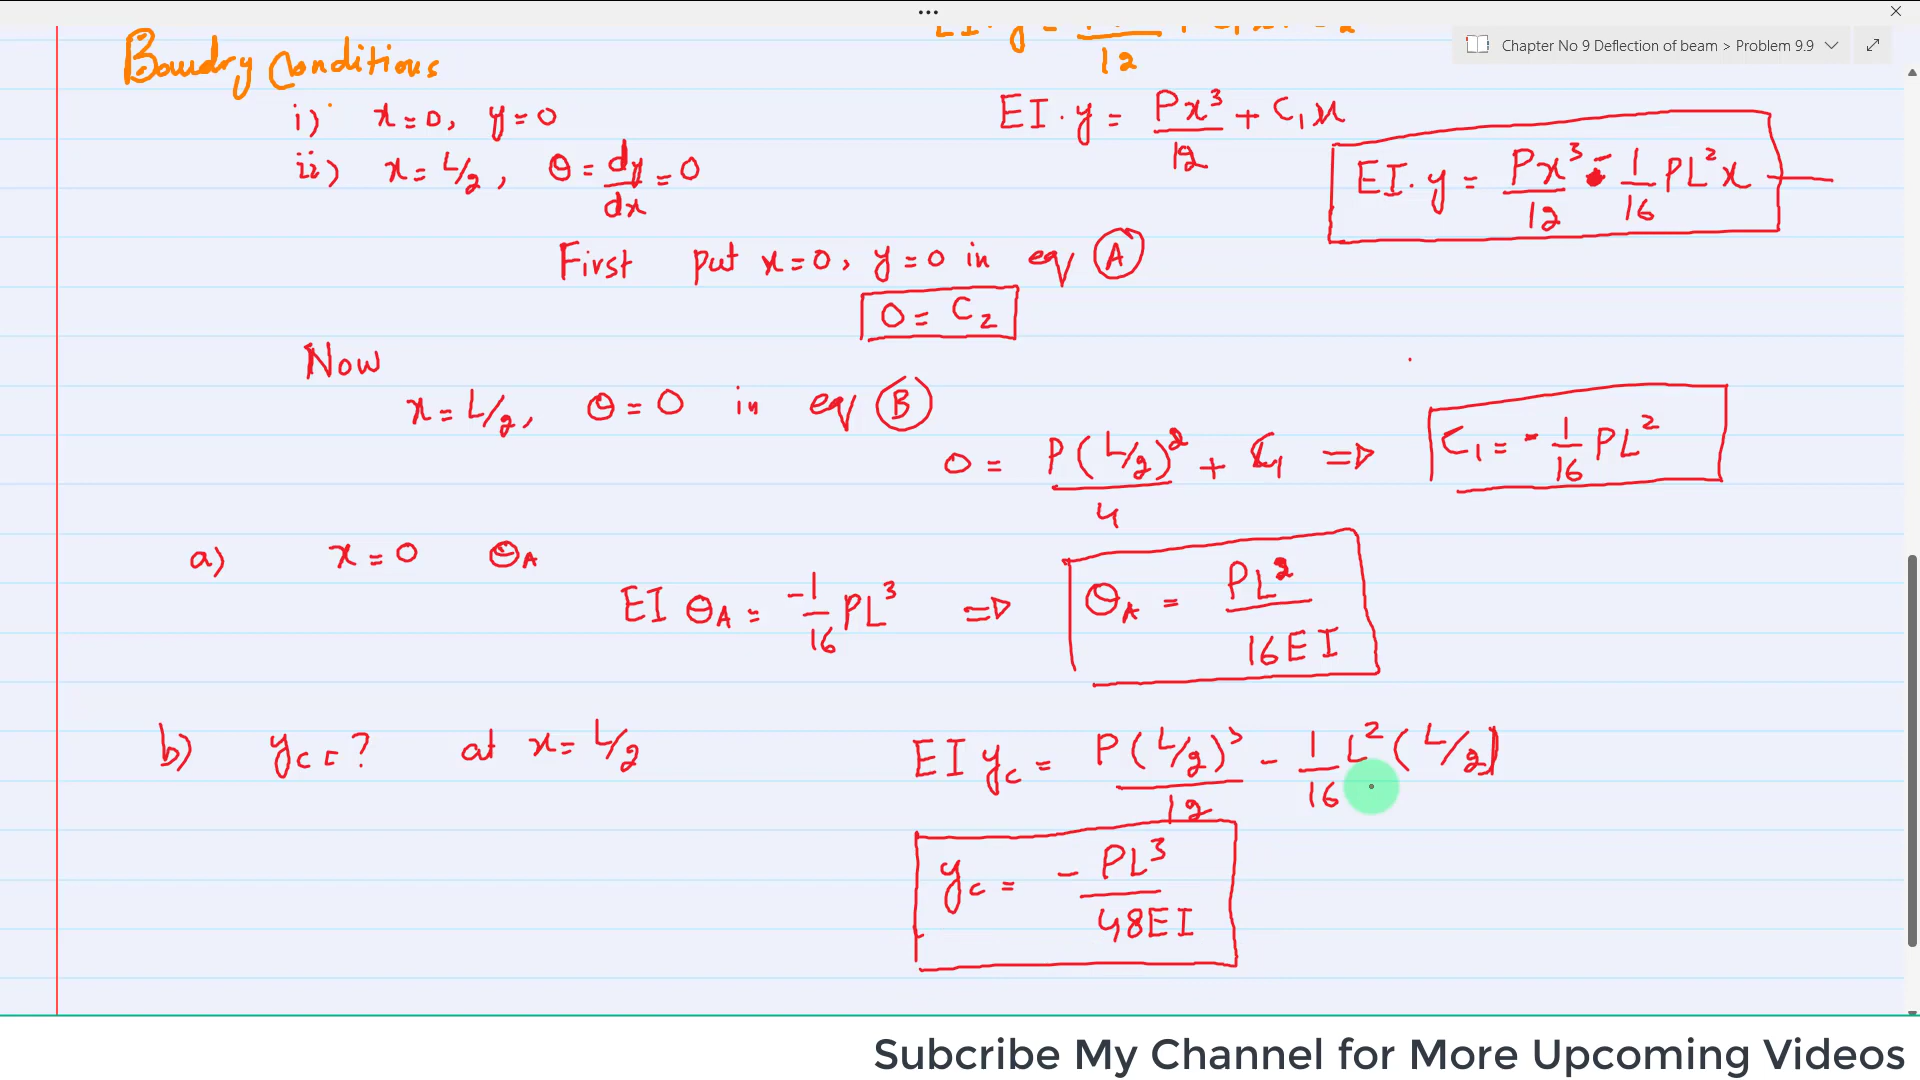 ...
Chapter No 9 Deflection of beam > Problem 9.9
12
Boundry Conditions
i) x=0, y=0
EI.y = Px³/12 + C₁x
EI.y = Px³/12 - 1/16 PL²x
ii) x=L/2, θ = dy/dx = 0
First put x=0, y=0 in eq (A)
0 = C₂
Now
x=L/2, θ=0 in eq (B)
0 = P(L/2)²/4 + C₁ ⇒ C₁ = -1/16 PL²
a) x=0 θA
EI θA = -1/16 PL³ ⇒ θA = PL²/16EI
b) yc=? at x=L/2
EI yc = P(L/2)³/12 - 1/16 L²(L/2)
yc = -PL³/48EI
Subcribe My Channel for More Upcoming Videos